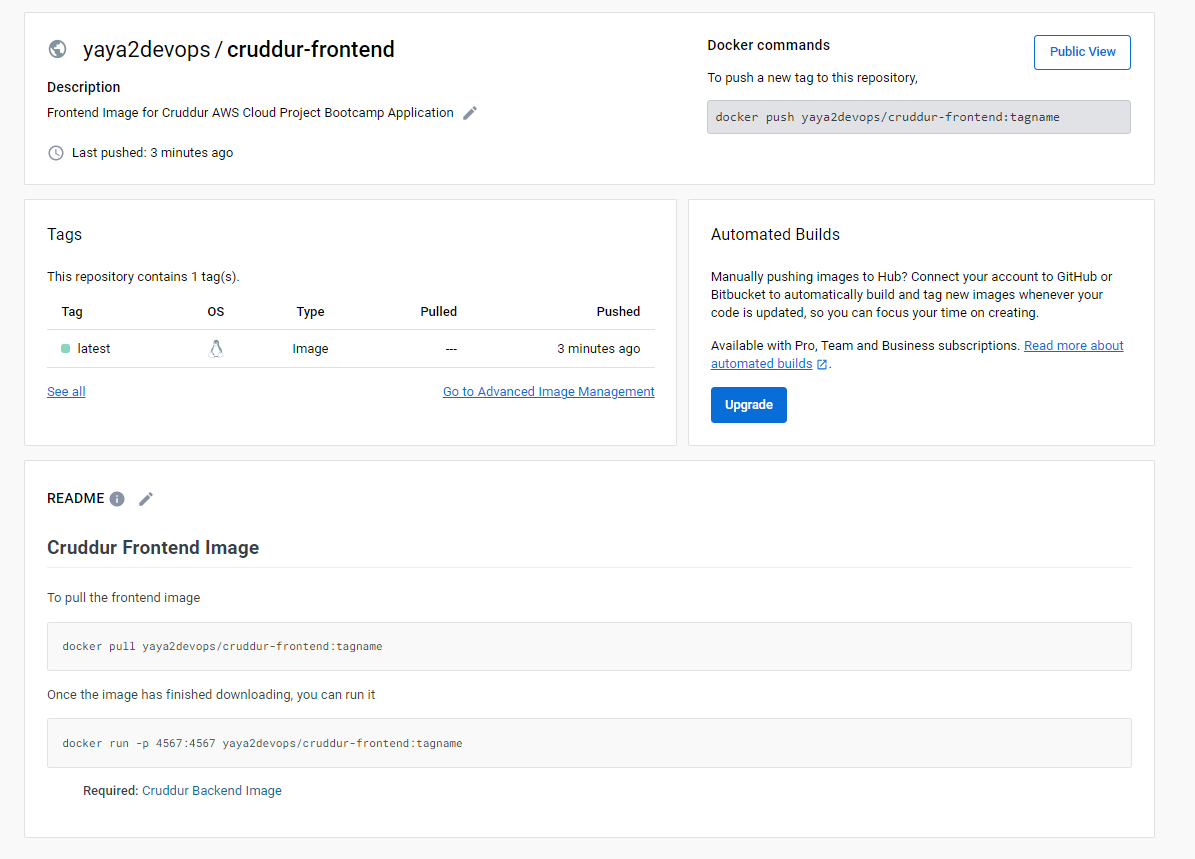 yaya2devops / cruddur-frontend
Description
Frontend Image for Cruddur AWS Cloud Project Bootcamp Application
Last pushed: 3 minutes ago
Docker commands
Public View
To push a new tag to this repository,
docker push yaya2devops/cruddur-frontend:tagname
Tags
This repository contains 1 tag(s).
Tag OS Type Pulled Pushed
latest Image --- 3 minutes ago
See all Go to Advanced Image Management
Automated Builds
Manually pushing images to Hub? Connect your account to GitHub or
Bitbucket to automatically build and tag new images whenever your
code is updated, so you can focus your time on creating.
Available with Pro, Team and Business subscriptions. Read more about
automated builds .
Upgrade
README
Cruddur Frontend Image
To pull the frontend image
docker pull yaya2devops/cruddur-frontend:tagname
Once the image has finished downloading, you can run it
docker run -p 4567:4567 yaya2devops/cruddur-frontend:tagname
Required: Cruddur Backend Image